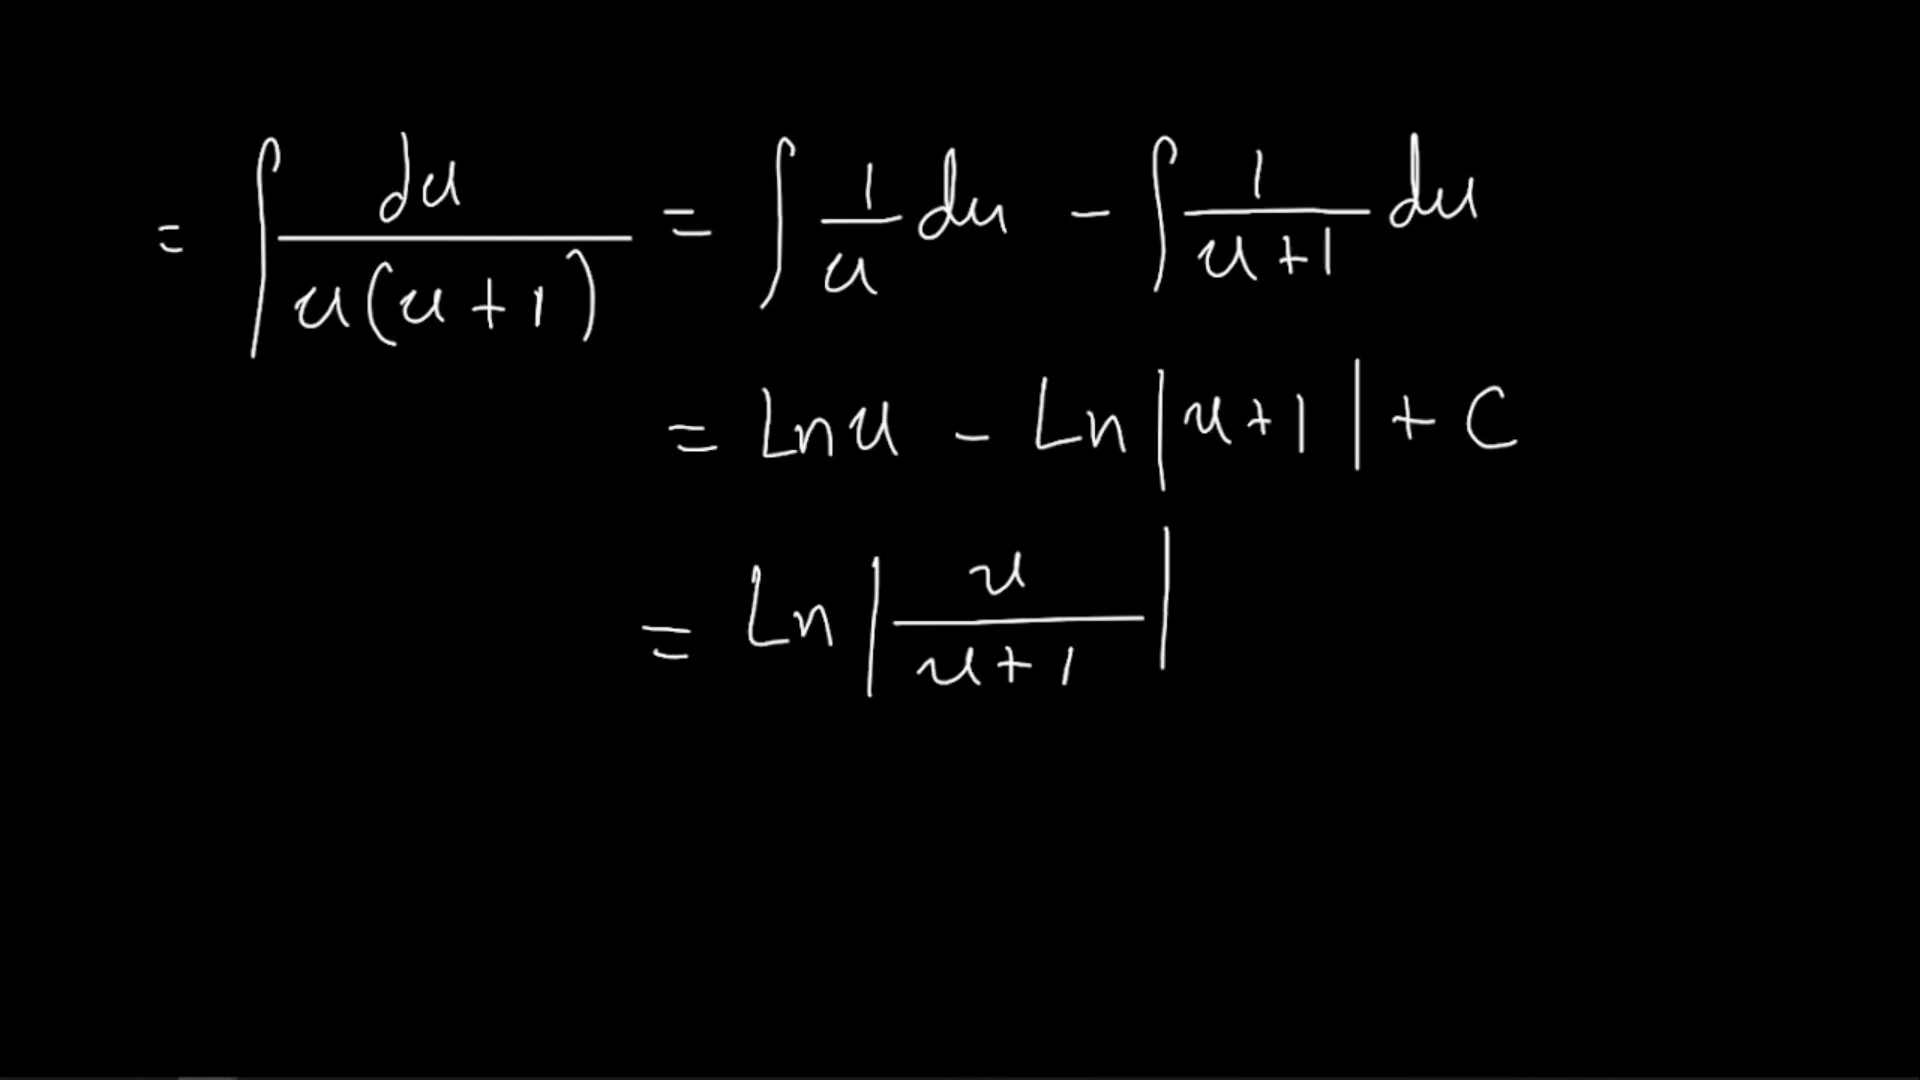 = ∫ du/u(u+1) = ∫ 1/u du - ∫ 1/u+1 du
= Ln u - Ln |u+1| + C
= Ln | u/u+1 |